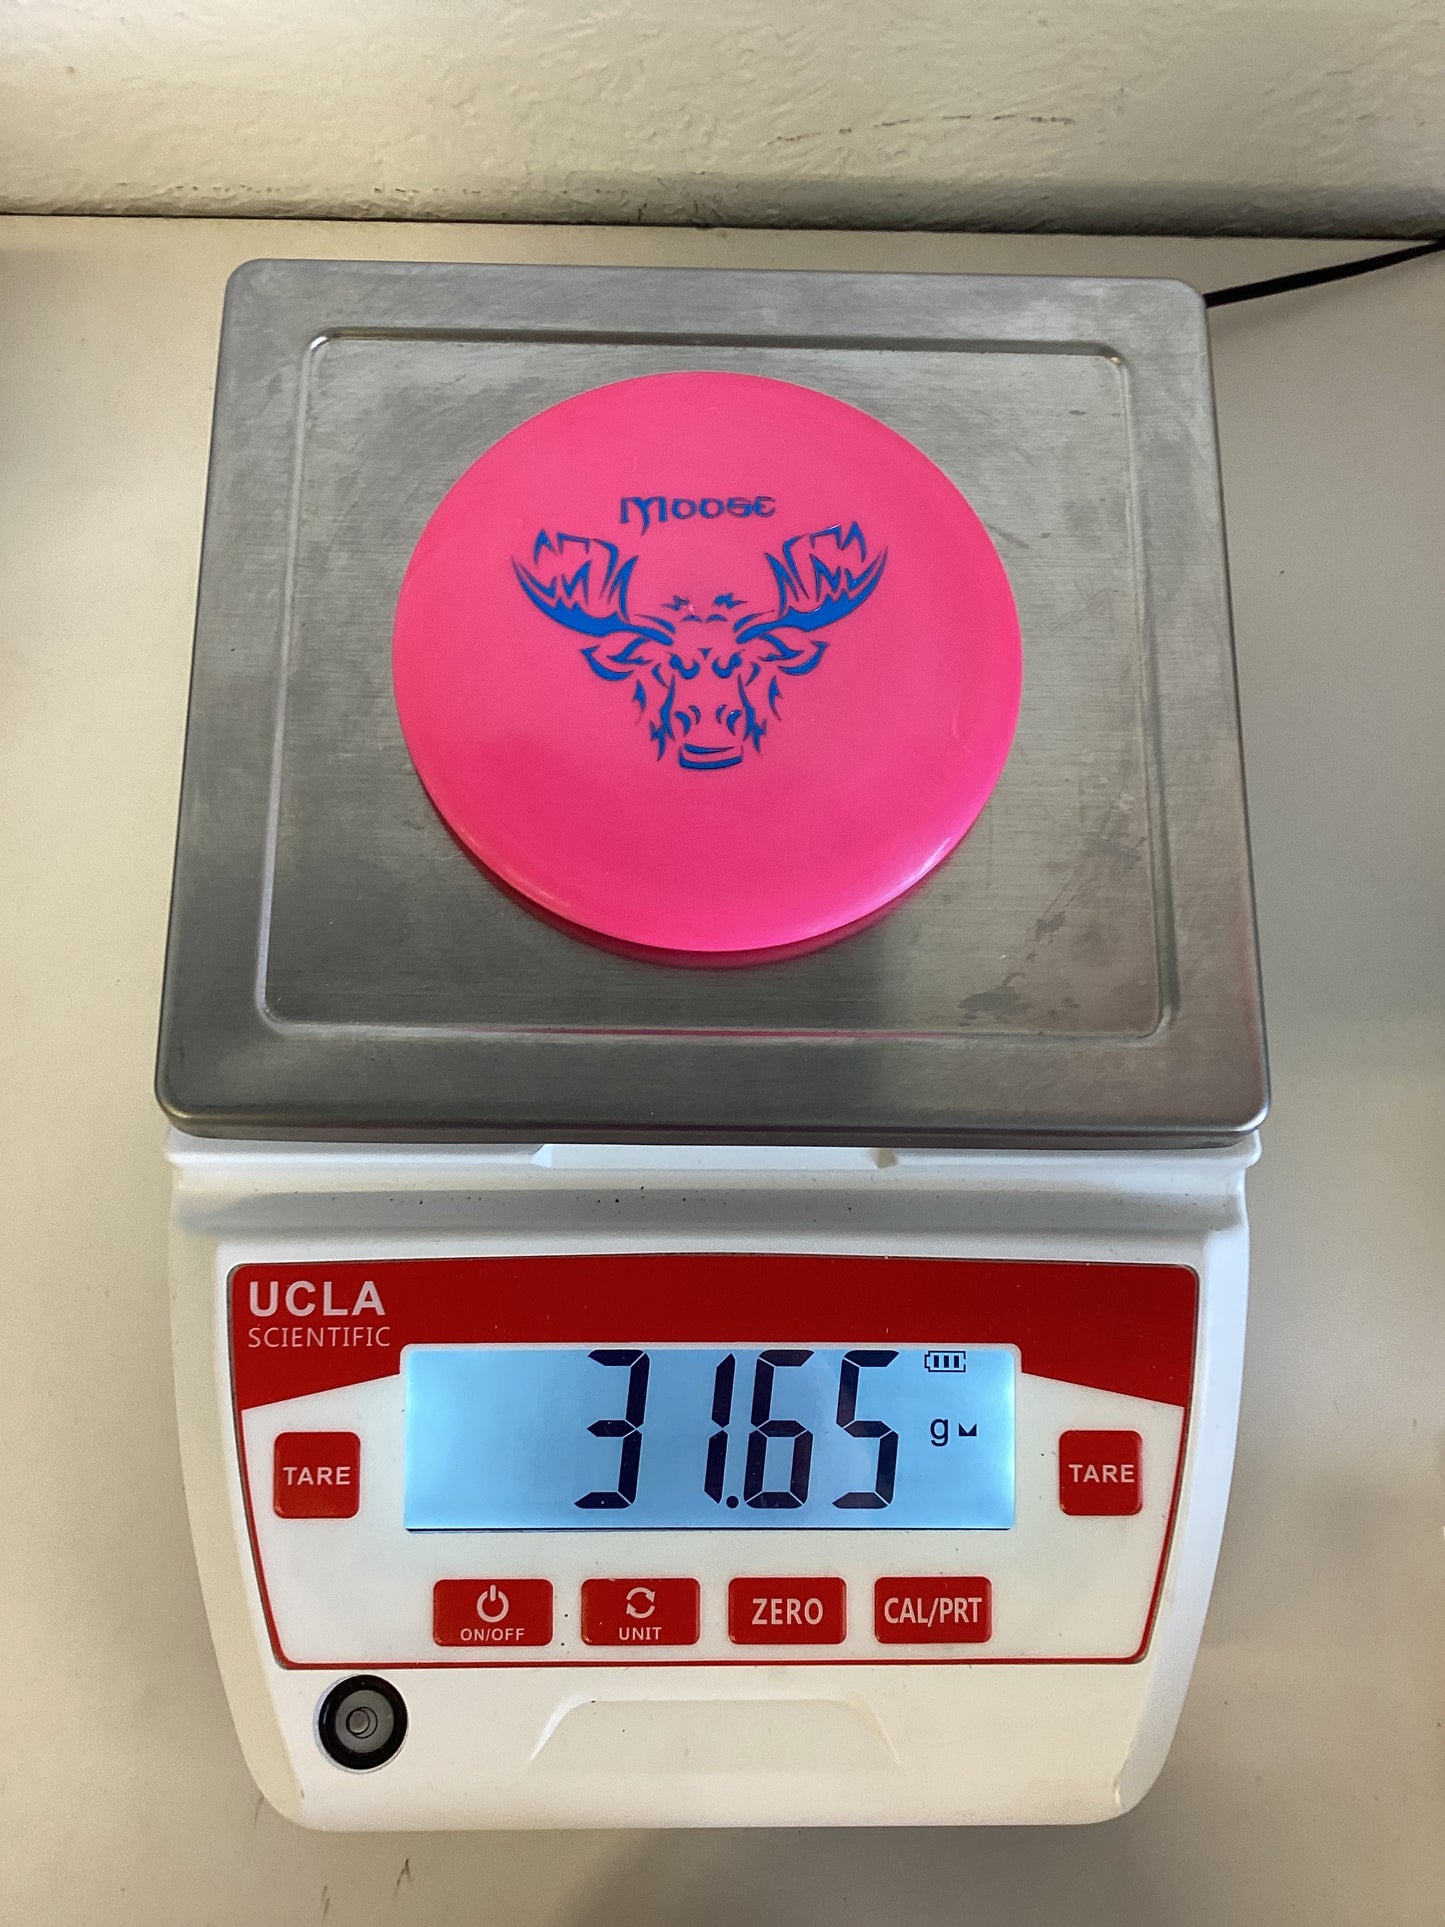 Moose
UCLA
SCIENTIFIC
31.65 g
TARE
TARE
ON/OFF
UNIT
ZERO
CAL/PRT